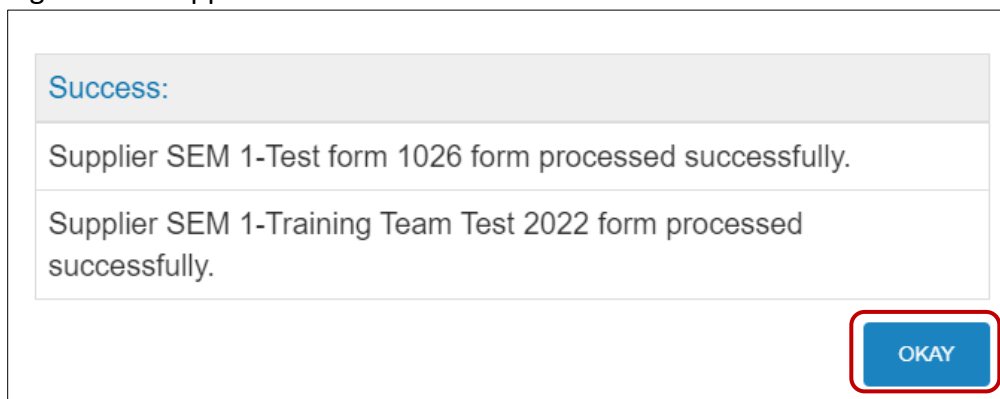 Success:
Supplier SEM 1-Test form 1026 form processed successfully.
Supplier SEM 1-Training Team Test 2022 form processed
successfully.
OKAY